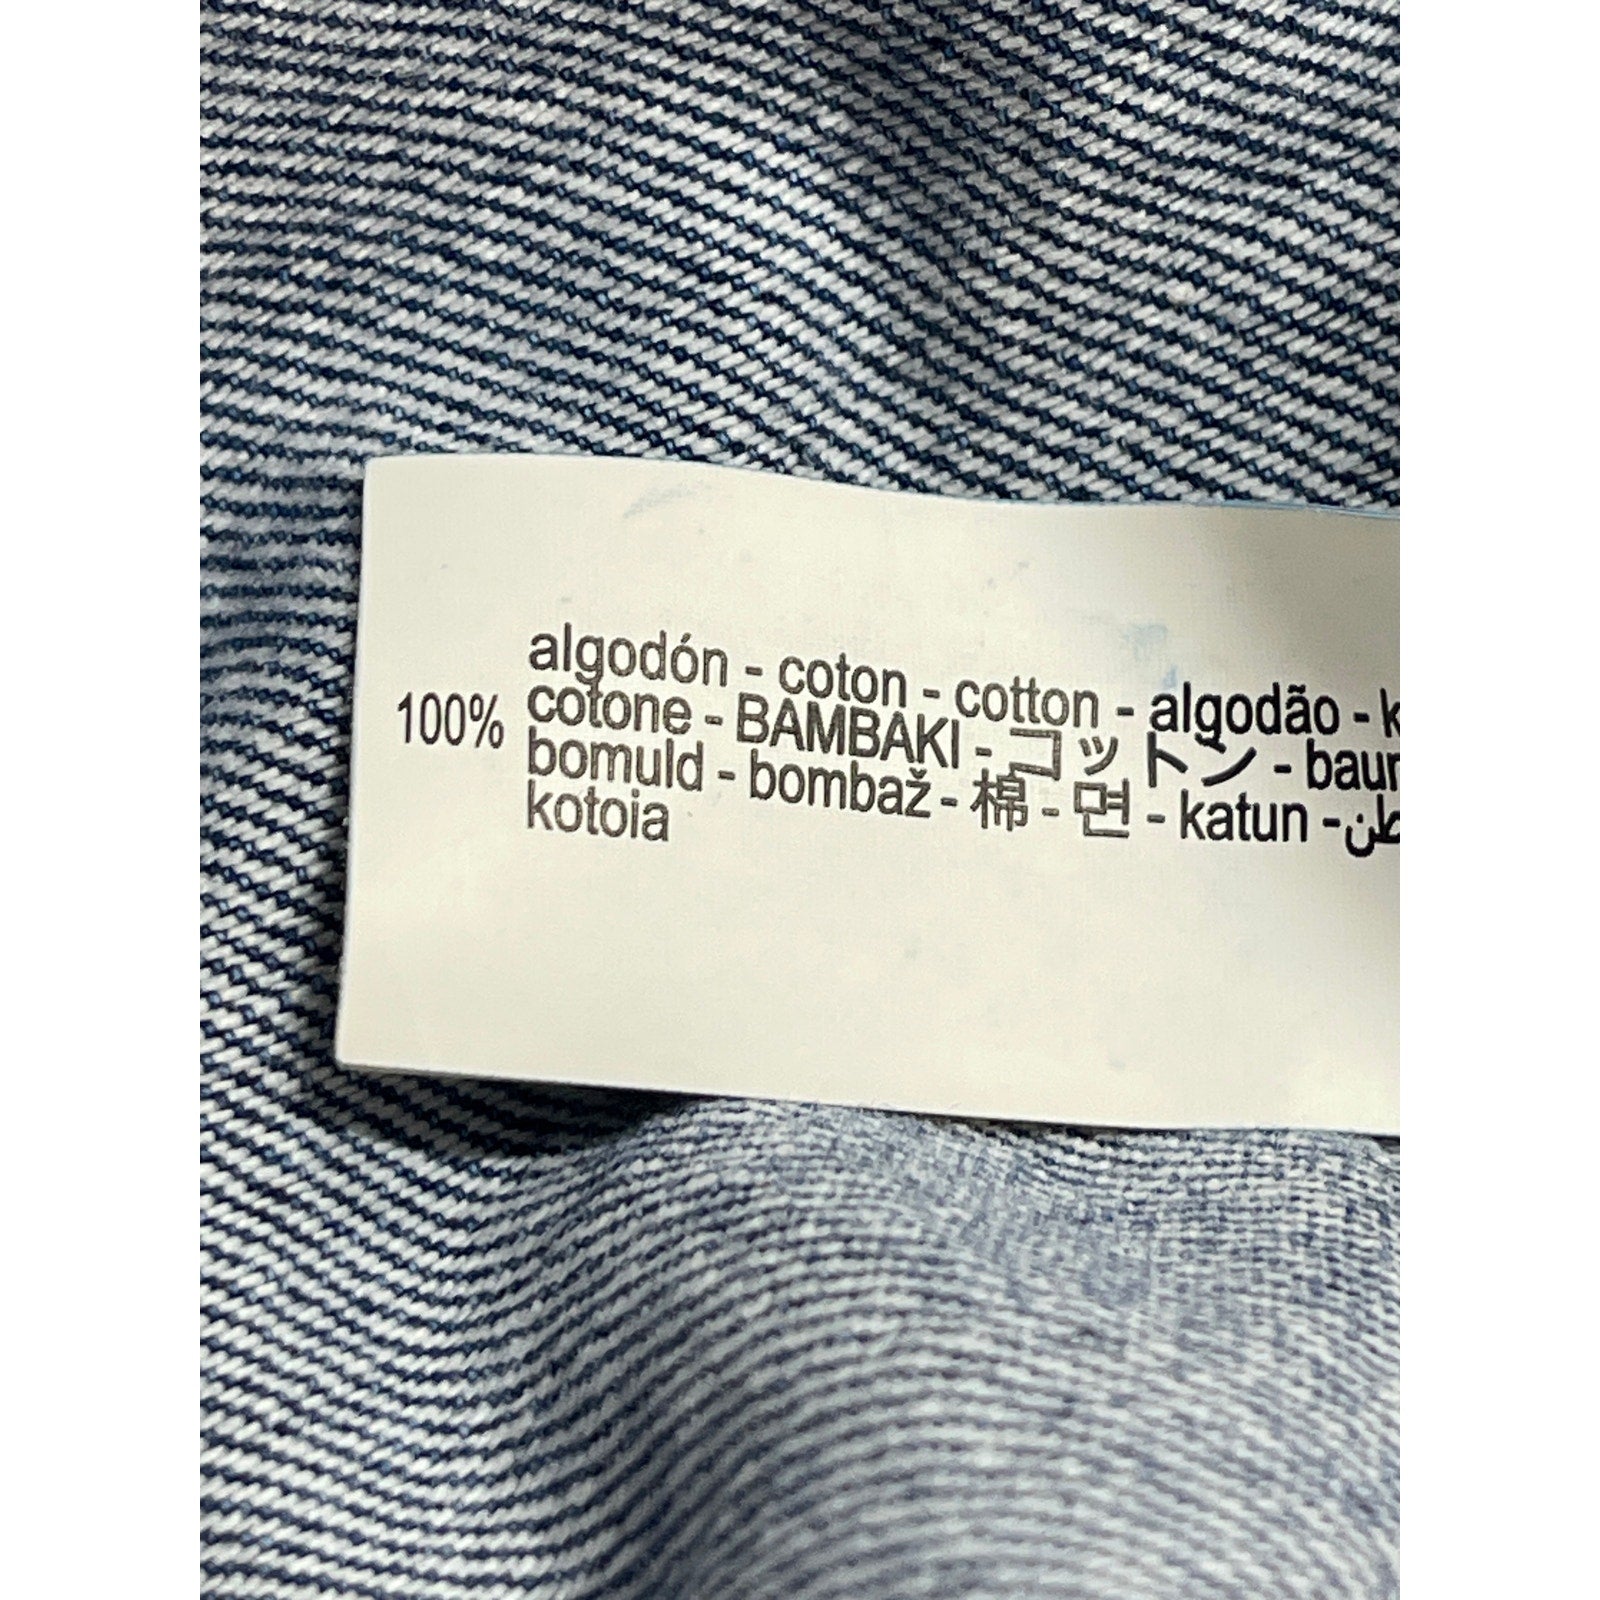 100% algodón - coton - cotton - algodão -
cotone - BAMBAKI - コットン -
bomuld - bombaž - 棉 - 면 - katun -
kotoia